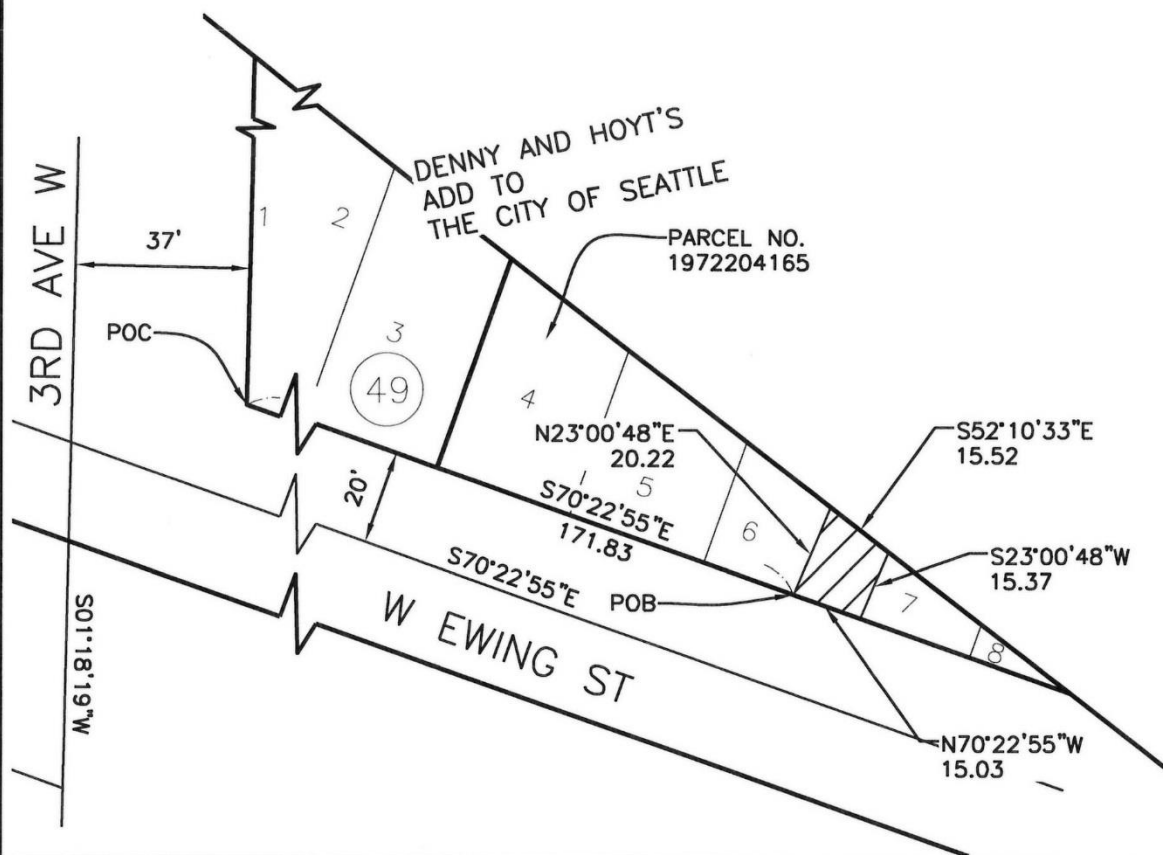 DENNY AND HOYT'S
ADD TO
THE CITY OF SEATTLE
3RD AVE W
37'
1
2
PARCEL NO.
1972204165
POC
3
49
4
N23°00'48"E
20.22
S52°10'33"E
15.52
20'
5
S70°22'55"E
171.83
6
S23°00'48"W
15.37
S70°22'55"E
POB
7
8
W EWING ST
S01°18'19"W
N70°22'55"W
15.03